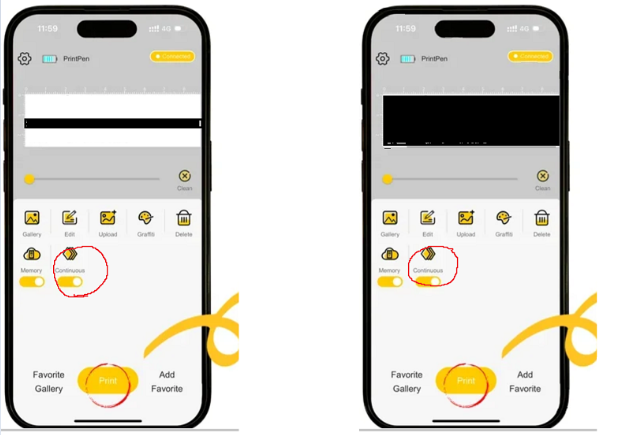 11:59 4G
PrintPen Connected
Clean
Gallery Edit Upload Graffiti Delete
Memory Continuous
Favorite
Gallery
Print
Add
Favorite
11:59 4G
PrintPen Connected
Clean
Gallery Edit Upload Graffiti Delete
Memory Continuous
Favorite
Gallery
Print
Add
Favorite